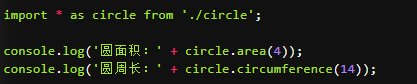 import * as circle from './circle';
console.log('圆面积：' + circle.area(4));
console.log('圆周长：' + circle.circumference(14));